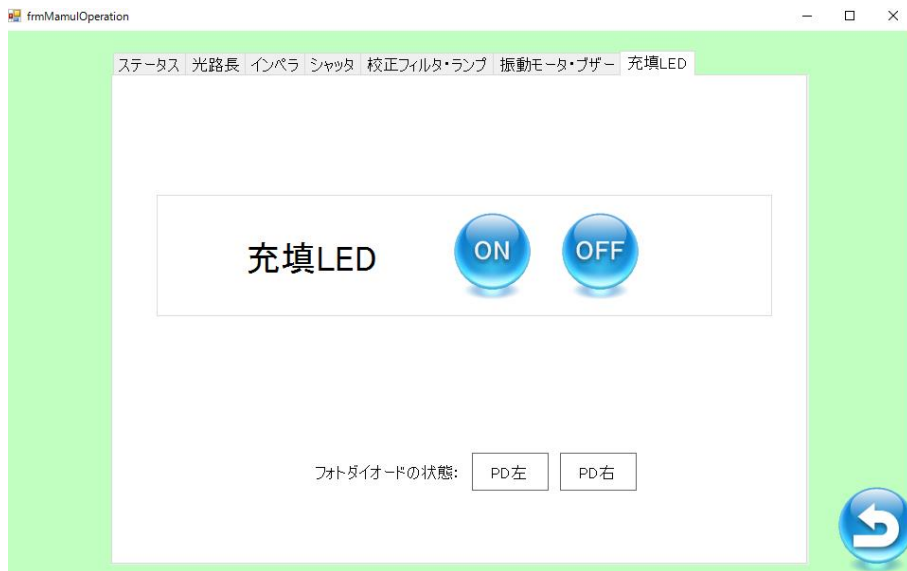 frmMamulOperation
ステータス 光路長 インペラ シャッタ 校正フィルタ・ランプ 振動モータ・ブザー 充填LED
充填LED ON OFF
フォトダイオードの状態: PD左 PD右